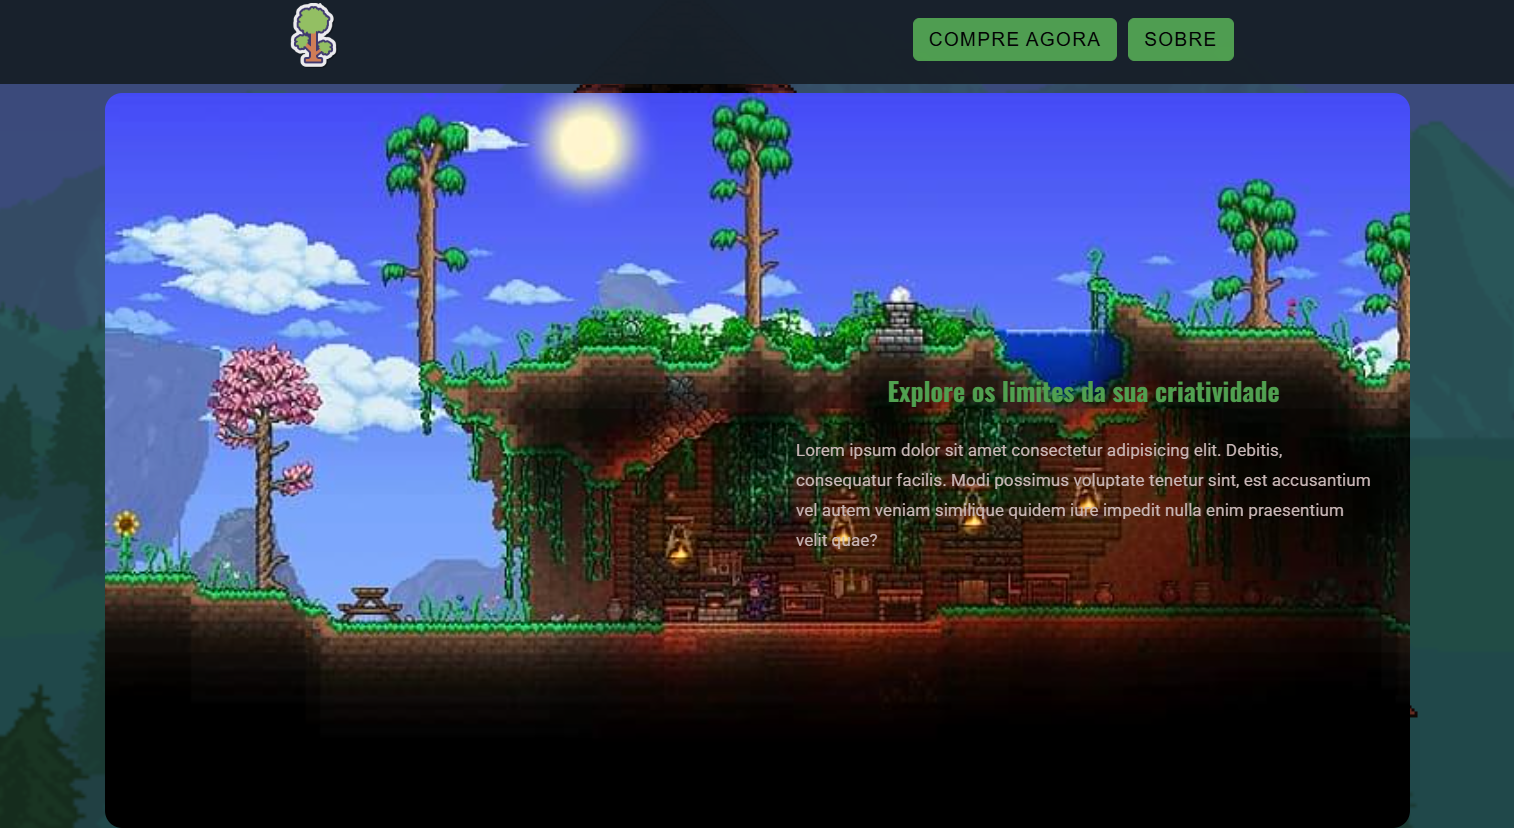 COMPRE AGORA SOBRE
Explore os limites da sua criatividade
Lorem ipsum dolor sit amet consectetur adipisicing elit. Debitis,
consequatur facilis. Modi possimus voluptate tenetur sint, est accusantium
vel autem veniam similique quidem iure impedit nulla enim praesentium
velit quae?